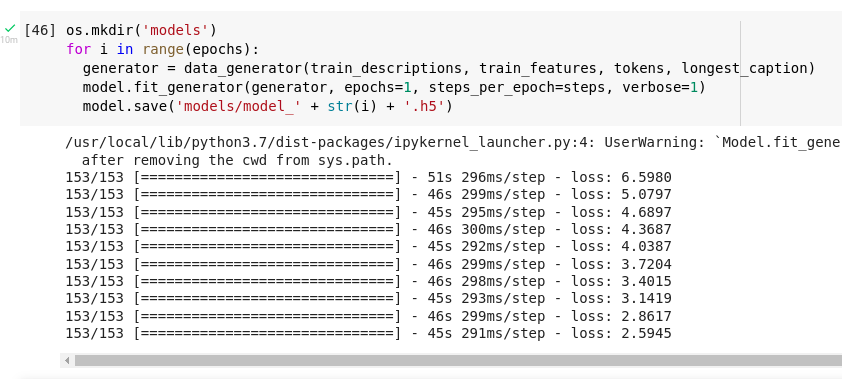 [46] os.mkdir('models')
for i in range(epochs):
  generator = data_generator(train_descriptions, train_features, tokens, longest_caption)
  model.fit_generator(generator, epochs=1, steps_per_epoch=steps, verbose=1)
  model.save('models/model_' + str(i) + '.h5')
10m
/usr/local/lib/python3.7/dist-packages/ipykernel_launcher.py:4: UserWarning: `Model.fit_gene
  after removing the cwd from sys.path.
153/153 [==============================] - 51s 296ms/step - loss: 6.5980
153/153 [==============================] - 46s 299ms/step - loss: 5.0797
153/153 [==============================] - 45s 295ms/step - loss: 4.6897
153/153 [==============================] - 46s 300ms/step - loss: 4.3687
153/153 [==============================] - 45s 292ms/step - loss: 4.0387
153/153 [==============================] - 46s 299ms/step - loss: 3.7204
153/153 [==============================] - 46s 298ms/step - loss: 3.4015
153/153 [==============================] - 45s 293ms/step - loss: 3.1419
153/153 [==============================] - 46s 299ms/step - loss: 2.8617
153/153 [==============================] - 45s 291ms/step - loss: 2.5945